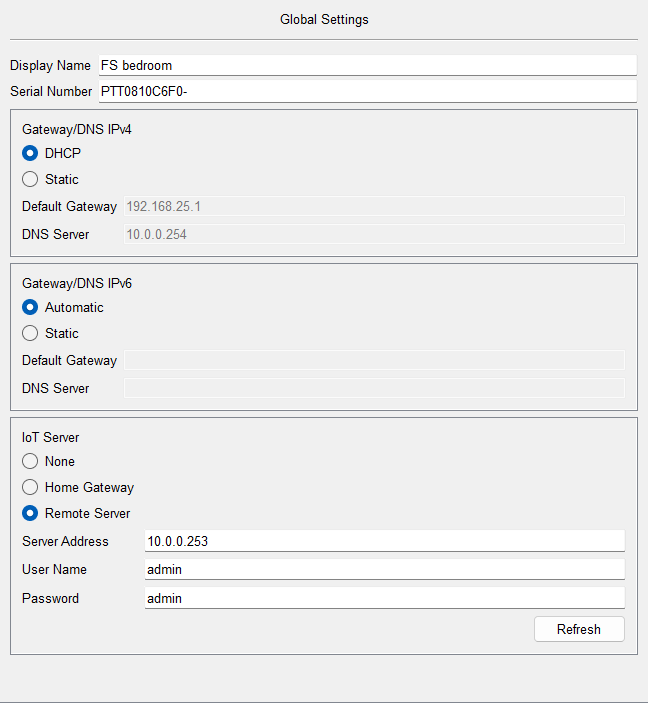 Global Settings
Display Name FS bedroom
Serial Number PTT0810C6F0-
Gateway/DNS IPv4
DHCP
Static
Default Gateway 192.168.25.1
DNS Server 10.0.0.254
Gateway/DNS IPv6
Automatic
Static
Default Gateway
DNS Server
IoT Server
None
Home Gateway
Remote Server
Server Address 10.0.0.253
User Name admin
Password admin
Refresh